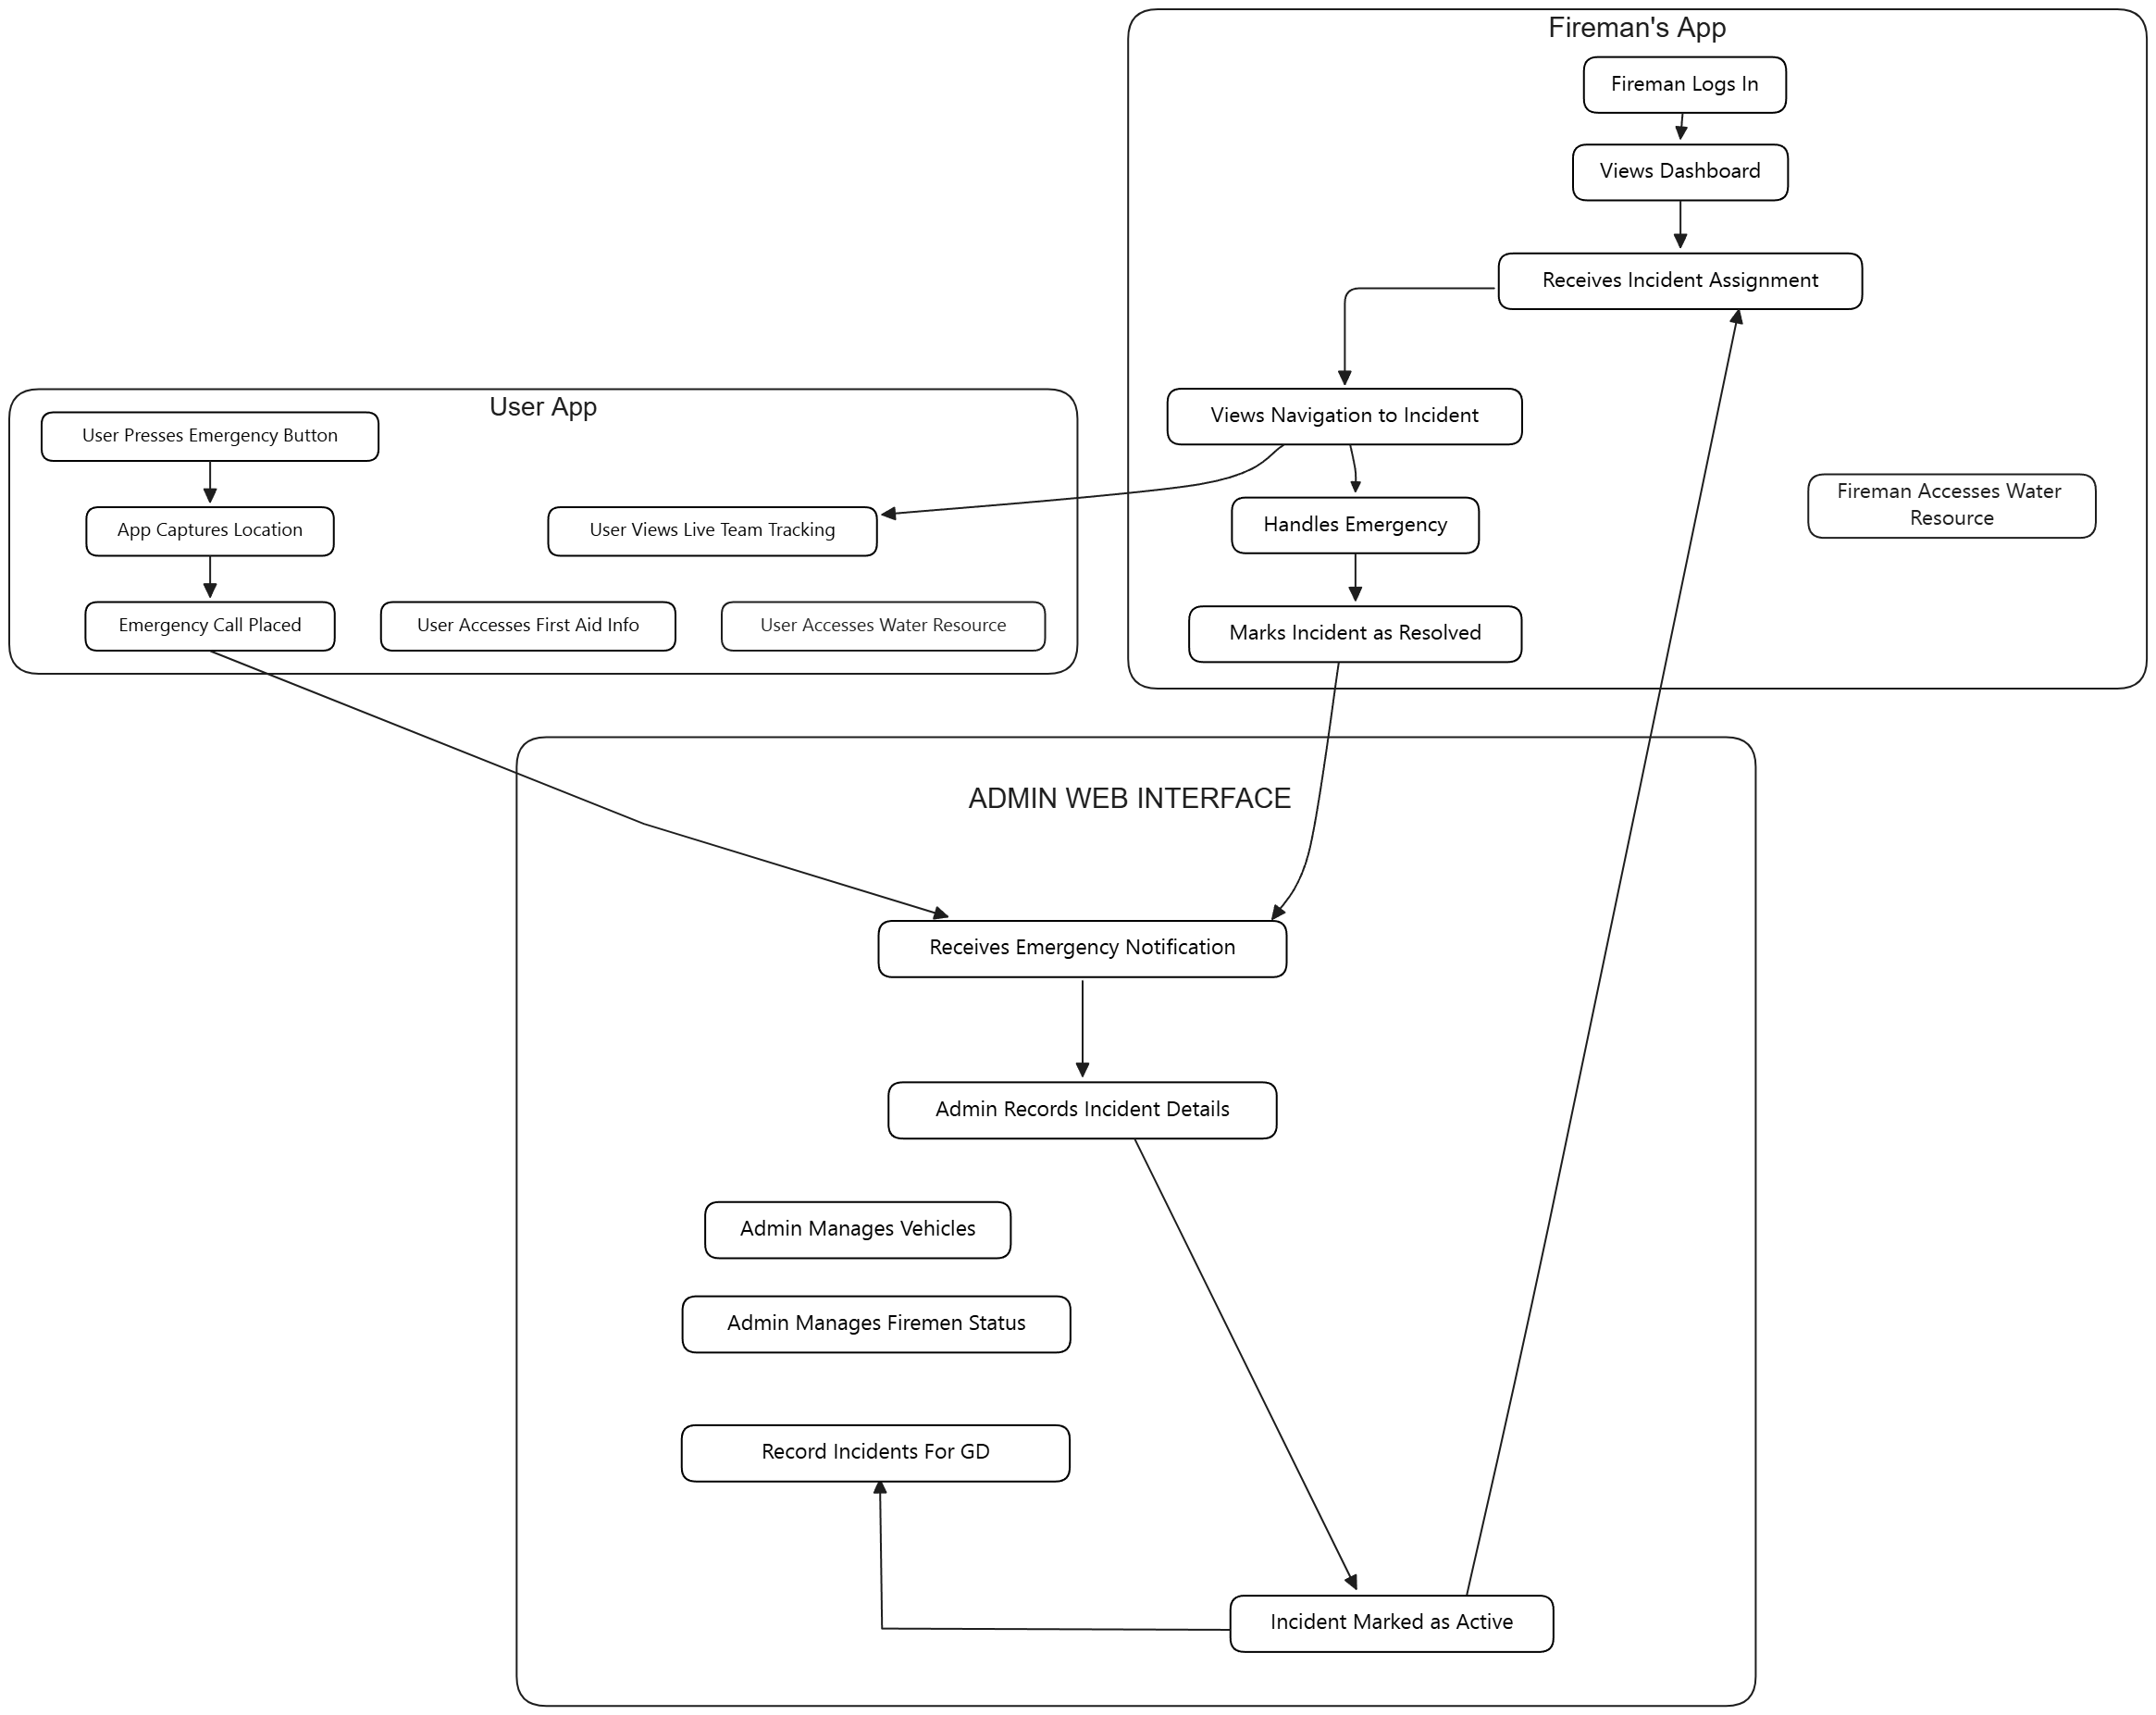 Fireman's App
Fireman Logs In
Views Dashboard
Receives Incident Assignment
Views Navigation to Incident
Handles Emergency
Fireman Accesses Water
Resource
Marks Incident as Resolved
User App
User Presses Emergency Button
App Captures Location
User Views Live Team Tracking
Emergency Call Placed
User Accesses First Aid Info
User Accesses Water Resource
ADMIN WEB INTERFACE
Receives Emergency Notification
Admin Records Incident Details
Admin Manages Vehicles
Admin Manages Firemen Status
Record Incidents For GD
Incident Marked as Active